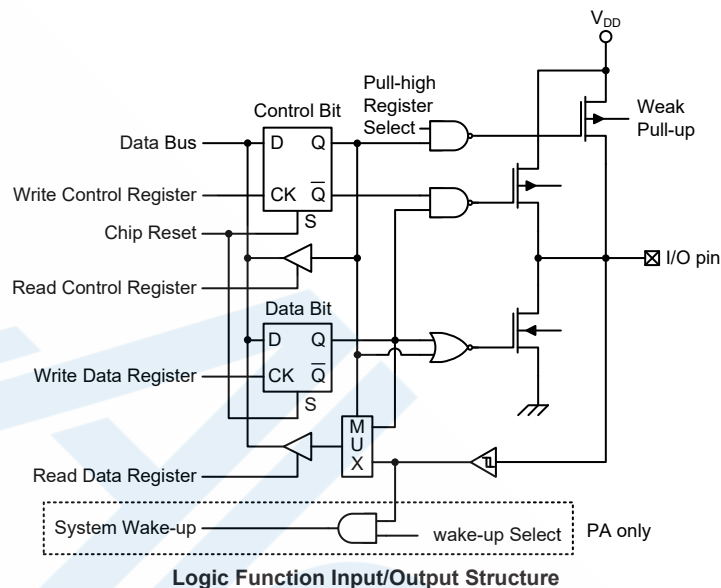 V_DD
Pull-high
Register
Select
Weak
Pull-up
Control Bit
Data Bus
D Q
Write Control Register
CK Q̅
Chip Reset
S
I/O pin
Read Control Register
Data Bit
D Q
Write Data Register
CK Q̅
S
M
U
X
Read Data Register
System Wake-up
wake-up Select
PA only
Logic Function Input/Output Structure